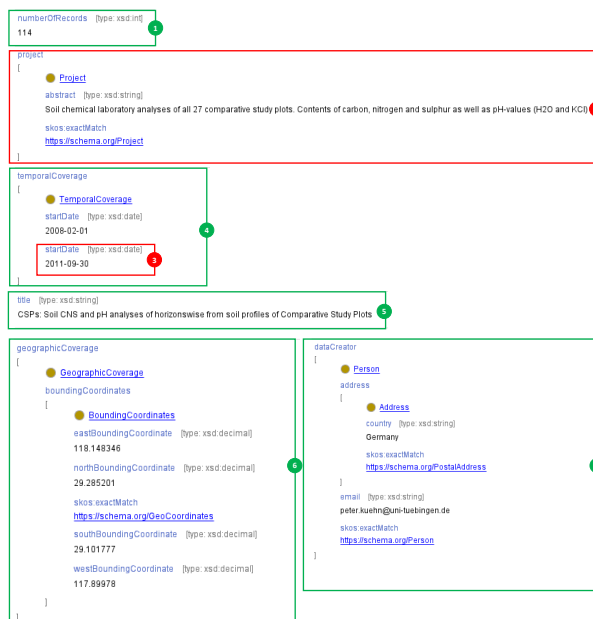 numberOfRecords [type: xsd:int]
114
1
project
[
Project
abstract [type: xsd:string]
Soil chemical laboratory analyses of all 27 comparative study plots. Contents of carbon, nitrogen and sulphur as well as pH-values (H2O and KCl)
skos:exactMatch
https://schema.org/Project
]
temporalCoverage
[
TemporalCoverage
startDate [type: xsd:date]
2008-02-01
4
startDate [type: xsd:date]
2011-09-30
3
]
title [type: xsd:string]
CSPs: Soil CNS and pH analyses of horizonswise from soil profiles of Comparative Study Plots
5
geographicCoverage
[
GeographicCoverage
boundingCoordinates
[
BoundingCoordinates
eastBoundingCoordinate [type: xsd:decimal]
118.148346
northBoundingCoordinate [type: xsd:decimal]
29.285201
6
skos:exactMatch
https://schema.org/GeoCoordinates
southBoundingCoordinate [type: xsd:decimal]
29.101777
westBoundingCoordinate [type: xsd:decimal]
117.89978
]
]
dataCreator
[
Person
address
[
Address
country [type: xsd:string]
Germany
skos:exactMatch
https://schema.org/PostalAddress
]
email [type: xsd:string]
peter.kuehn@uni-tuebingen.de
skos:exactMatch
https://schema.org/Person
]